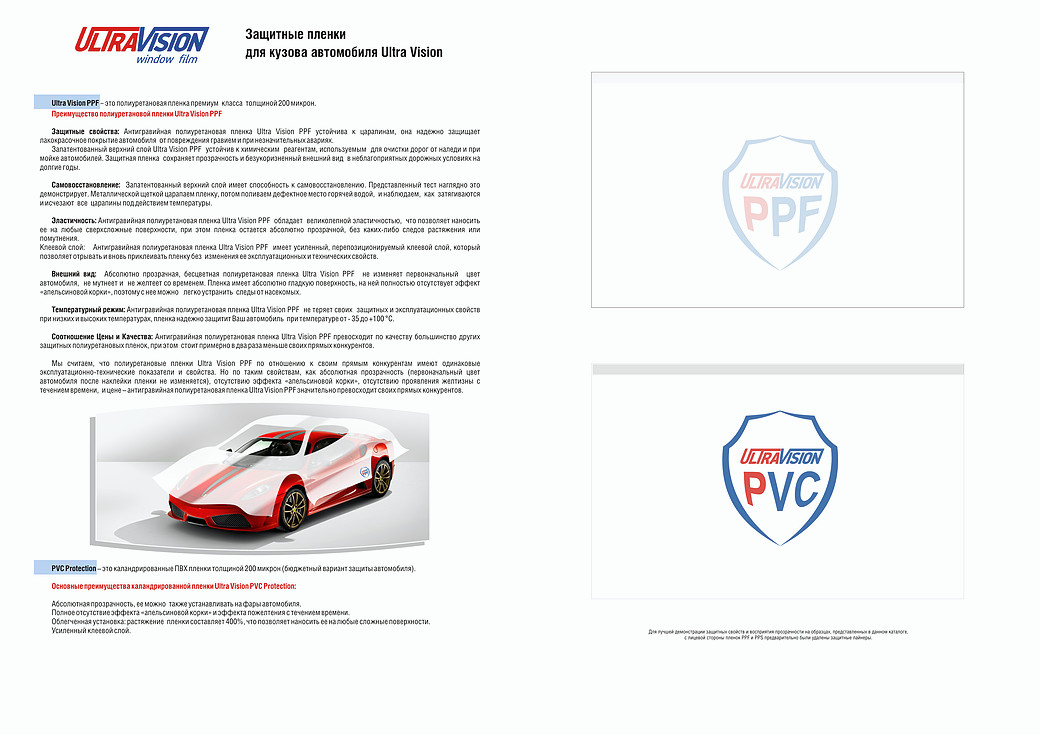 ULTRAVISION
window film
Защитные пленки
для кузова автомобиля Ultra Vision
Ultra Vision PPF – это полиуретановая пленка премиум класса толщиной 200 микрон.
Преимущество полиуретановой пленки Ultra Vision PPF
Защитные свойства: Антигравийная полиуретановая пленка Ultra Vision PPF устойчива к царапинам, она надежно защищает
лакокрасочное покрытие автомобиля от повреждения гравием и при незначительных авариях.
Запатентованный верхний слой Ultra Vision PPF устойчив к химическим реагентам, используемым для очистки дорог от наледи и при
мойке автомобилей. Защитная пленка сохраняет прозрачность и безукоризненный внешний вид в неблагоприятных дорожных условиях на
долгие годы.
Самовосстановление: Запатентованный верхний слой имеет способность к самовосстановлению. Представленный тест наглядно это
демонстрирует. Металлической щеткой царапаем пленку, потом поливаем дефектное место горячей водой, и наблюдаем, как затягиваются
и исчезают все царапины под действием температуры.
Эластичность: Антигравийная полиуретановая пленка Ultra Vision PPF обладает великолепной эластичностью, что позволяет наносить
ее на любые сверхсложные поверхности, при этом пленка остается абсолютно прозрачной, без каких-либо следов растяжения или
помутнения.
Клеевой слой: Антигравийная полиуретановая пленка Ultra Vision PPF имеет усиленный, перепозиционируемый клеевой слой, который
позволяет отрывать и вновь приклеивать пленку без изменения ее эксплуатационных и технических свойств.
Внешний вид: Абсолютно прозрачная, бесцветная полиуретановая пленка Ultra Vision PPF не изменяет первоначальный цвет
автомобиля, не мутнеет и не желтеет со временем. Пленка имеет абсолютно гладкую поверхность, на ней полностью отсутствует эффект
«апельсиновой корки», поэтому с нее можно легко устранить следы от насекомых.
Температурный режим: Антигравийная полиуретановая пленка Ultra Vision PPF не теряет своих защитных и эксплуатационных свойств
при низких и высоких температурах, пленка надежно защитит Ваш автомобиль при температуре от - 35 до +100 °С.
Соотношение Цены и Качества: Антигравийная полиуретановая пленка Ultra Vision PPF превосходит по качеству большинство других
защитных полиуретановых пленок, при этом стоит примерно в два раза меньше своих прямых конкурентов.
Мы считаем, что полиуретановые пленки Ultra Vision PPF по отношению к своим прямым конкурентам имеют одинаковые
эксплуатационно-технические показатели и свойства. Но по таким свойствам, как абсолютная прозрачность (первоначальный цвет
автомобиля после наклейки пленки не изменяется), отсутствию эффекта «апельсиновой корки», отсутствию проявления желтизны с
течением времени, и цене – антигравийная полиуретановая пленка Ultra Vision PPF значительно превосходит своих прямых конкурентов.
PVC Protection – это каландрированные ПВХ пленки толщиной 200 микрон (бюджетный вариант защиты автомобиля).
Основные преимущества каландрированной пленки Ultra Vision PVC Protection:
Абсолютная прозрачность, ее можно также устанавливать на фары автомобиля.
Полное отсутствие эффекта «апельсиновой корки» и эффекта пожелтения с течением времени.
Облегченная установка: растяжение пленки составляет 400%, что позволяет наносить ее на любые сложные поверхности.
Усиленный клеевой слой.
ULTRAVISION
PPF
ULTRAVISION
PVC
Для лучшей демонстрации защитных свойств и восприятия прозрачности на образцах, представленных в данном каталоге,
с лицевой стороны пленок PPF и PPS предварительно были удалены защитные лайнеры.